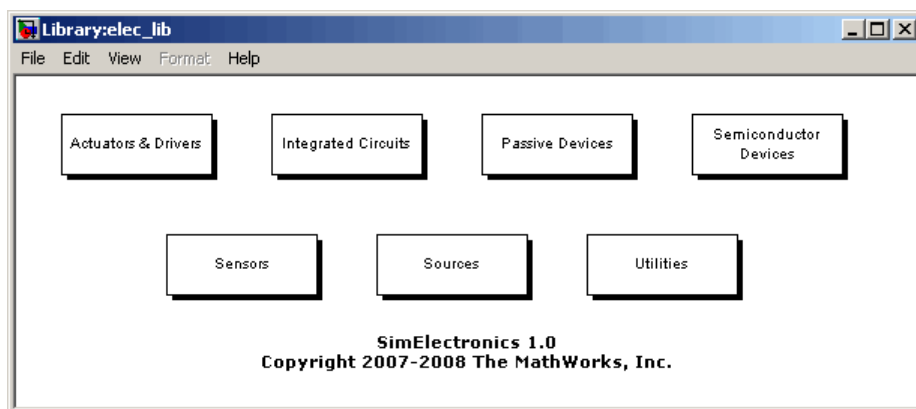 Library:elec_lib
File Edit View Format Help
Actuators & Drivers
Integrated Circuits
Passive Devices
Semiconductor
Devices
Sensors
Sources
Utilities
SimElectronics 1.0
Copyright 2007-2008 The MathWorks, Inc.